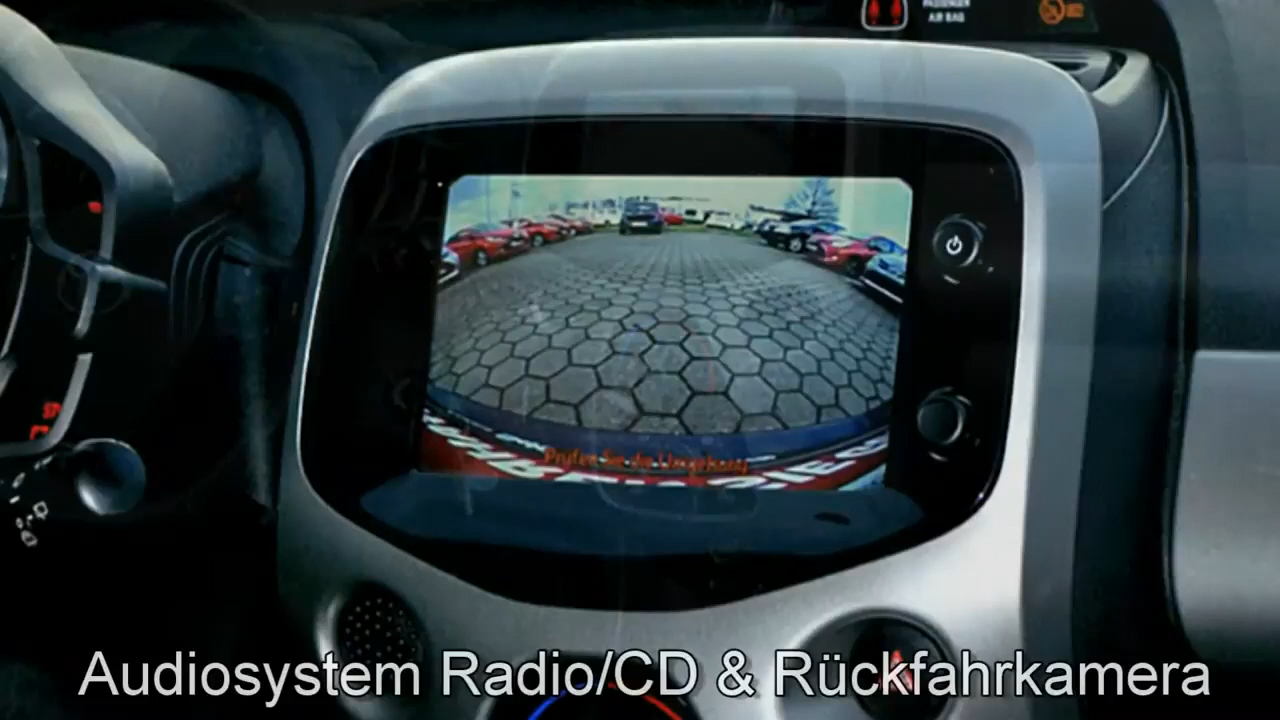 PASSENGER
AIR BAG
Prüfen Sie die Umgebung
Audiosystem Radio/CD & Rückfahrkamera